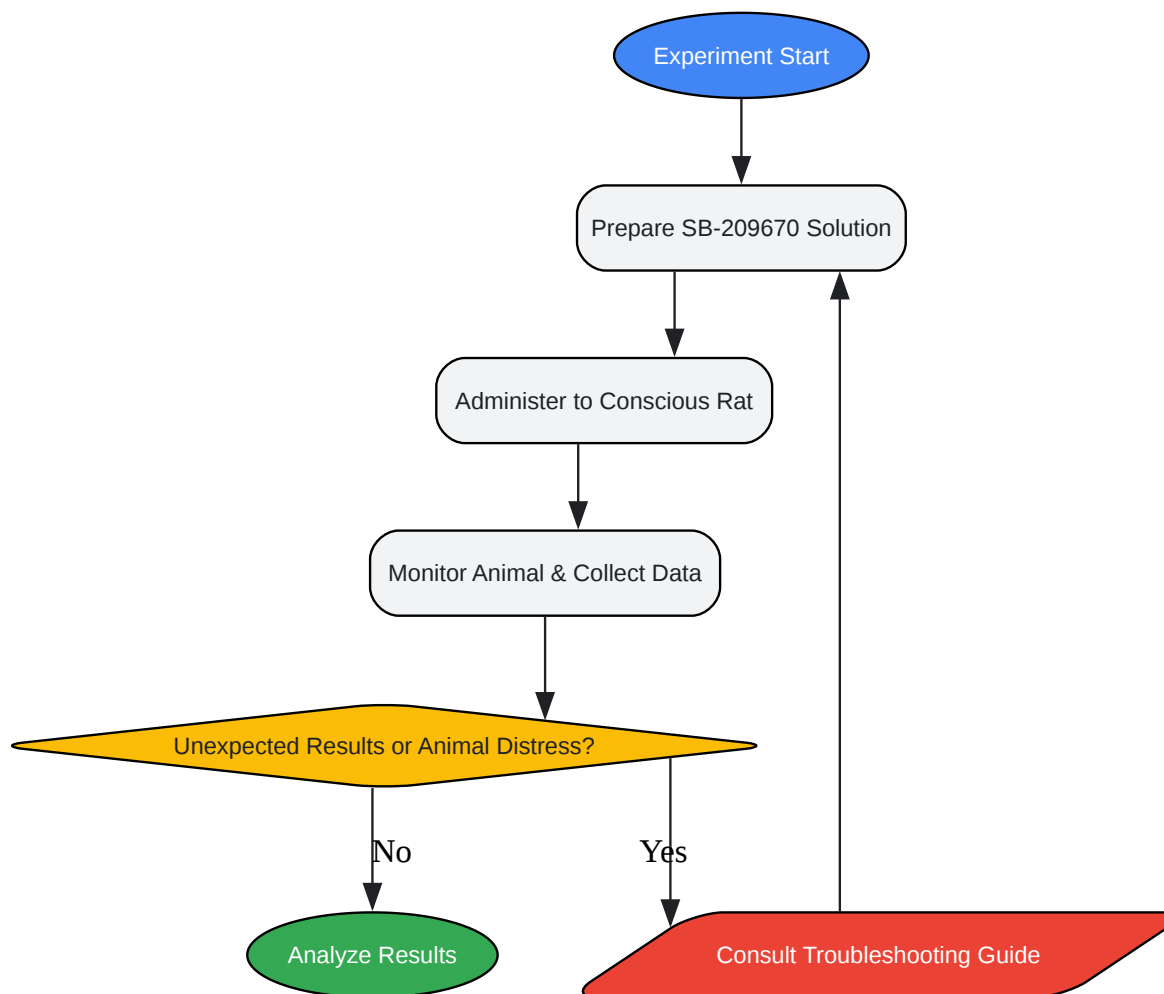 Experiment Start
Prepare SB-209670 Solution
Administer to Conscious Rat
Monitor Animal & Collect Data
Unexpected Results or Animal Distress?
No
Yes
Analyze Results
Consult Troubleshooting Guide